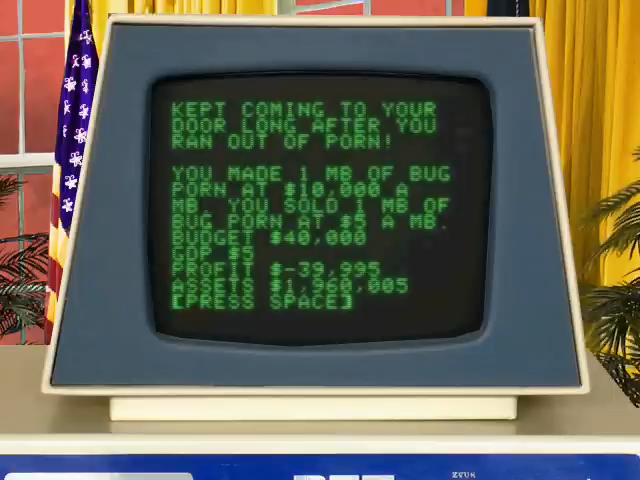 KEPT COMING TO YOUR
DOOR LONG AFTER YOU
RAN OUT OF PORN!
YOU MADE 1 MB OF BUG
PORN AT $10,000 A
MB. YOU SOLD 1 MB OF
BUG PORN AT $5 A MB.
BUDGET $40,000
GDP $5
PROFIT $-39,995
ASSETS $1,960,005
[PRESS SPACE]